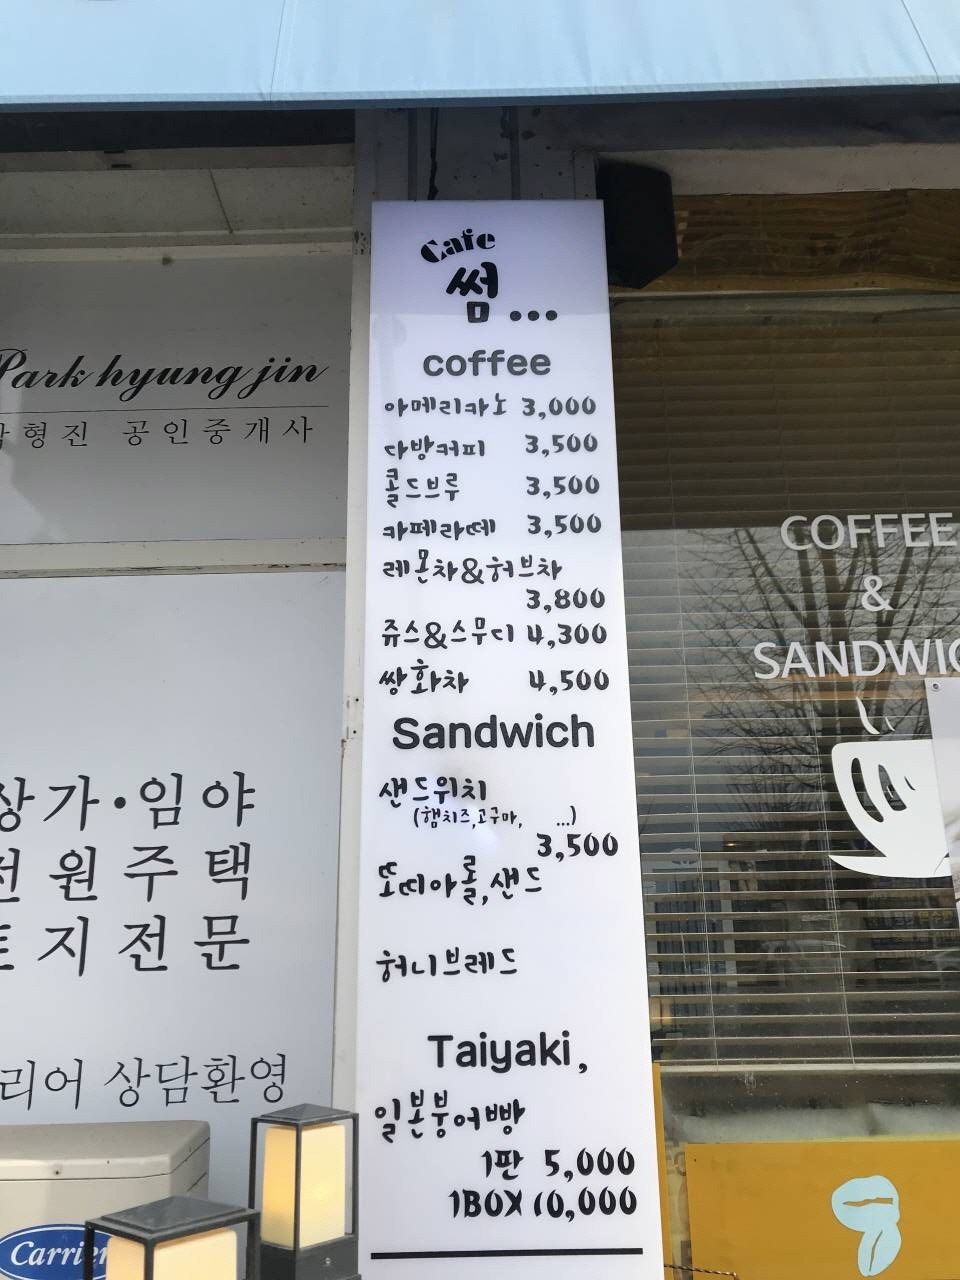 Cafe
썸...
coffee
아메리카노 3,000
다방커피 3,500
콜드브루 3,500
카페라떼 3,500
레몬차&허브차
3,800
쥬스&스무디 4,300
쌍화차 4,500
Sandwich
샌드위치
(햄치즈,고구마, ...)
3,500
또띠아롤,샌드
허니브레드
Taiyaki,
일본붕어빵
1판 5,000
1BOX 10,000
Park hyung jin
박형진 공인중개사
상가·임야
전원주택
토지전문
리어 상담환영
Carrier
COFFEE
&
SANDWIC